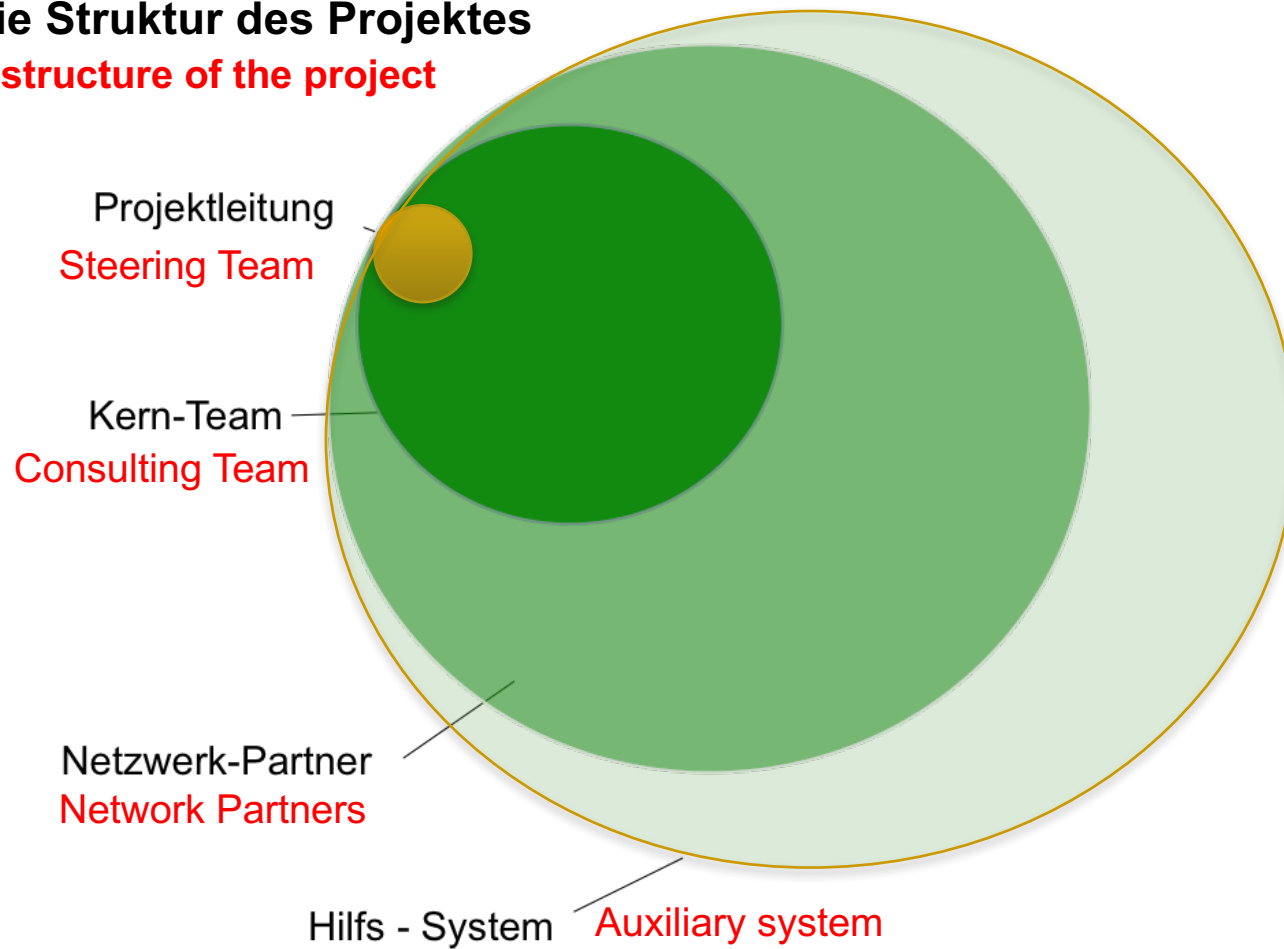 ie Struktur des Projektes
structure of the project
Projektleitung
Steering Team
Kern-Team
Consulting Team
Netzwerk-Partner
Network Partners
Hilfs - System
Auxiliary system